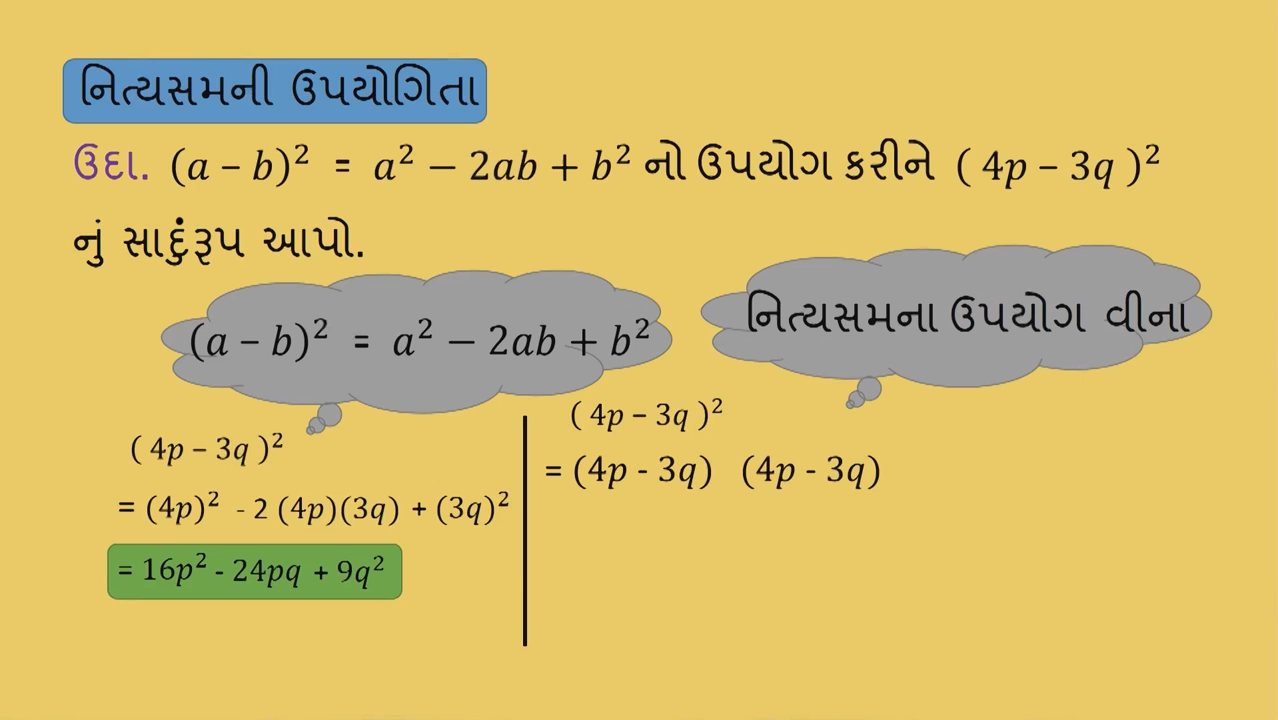 નિત્યસમની ઉપયોગિતા
ઉદા. (a – b)² = a² – 2ab + b² નો ઉપયોગ કરીને ( 4p – 3q )²
નું સાદુંરૂપ આપો.
(a – b)² = a² – 2ab + b²
નિત્યસમના ઉપયોગ વીના
( 4p – 3q )²
= (4p)² - 2 (4p)(3q) + (3q)²
= 16p² - 24pq + 9q²
( 4p – 3q )²
= (4p - 3q) (4p - 3q)